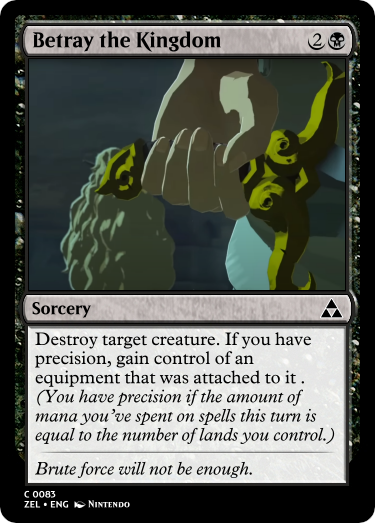 Betray the Kingdom 2
Sorcery
Destroy target creature. If you have
precision, gain control of an
equipment that was attached to it .
(You have precision if the amount of
mana you've spent on spells this turn is
equal to the number of lands you control.)
Brute force will not be enough.
C 0083
ZEL • ENG Nintendo